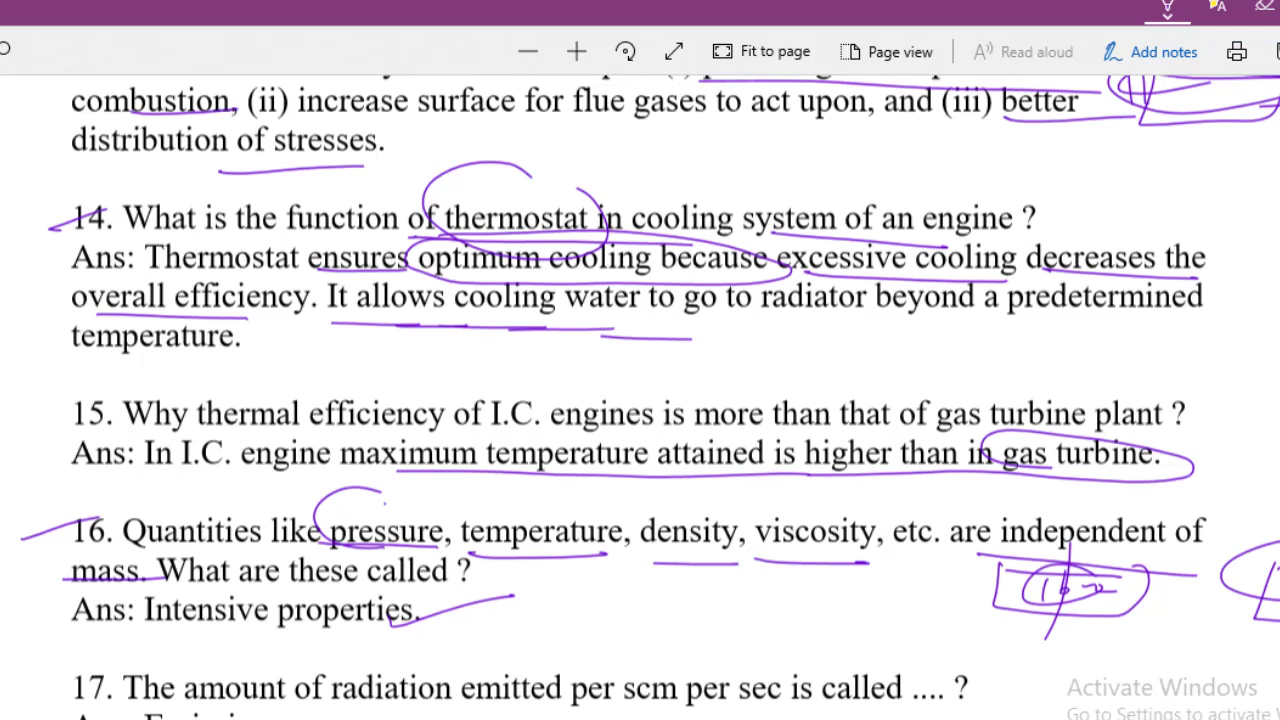 Fit to page Page view Read aloud Add notes
combustion, (ii) increase surface for flue gases to act upon, and (iii) better
distribution of stresses.
14. What is the function of thermostat in cooling system of an engine ?
Ans: Thermostat ensures optimum cooling because excessive cooling decreases the
overall efficiency. It allows cooling water to go to radiator beyond a predetermined
temperature.
15. Why thermal efficiency of I.C. engines is more than that of gas turbine plant ?
Ans: In I.C. engine maximum temperature attained is higher than in gas turbine.
16. Quantities like pressure, temperature, density, viscosity, etc. are independent of
mass. What are these called ?
Ans: Intensive properties.
17. The amount of radiation emitted per scm per sec is called .... ?
Activate Windows
Go to Settings to activate